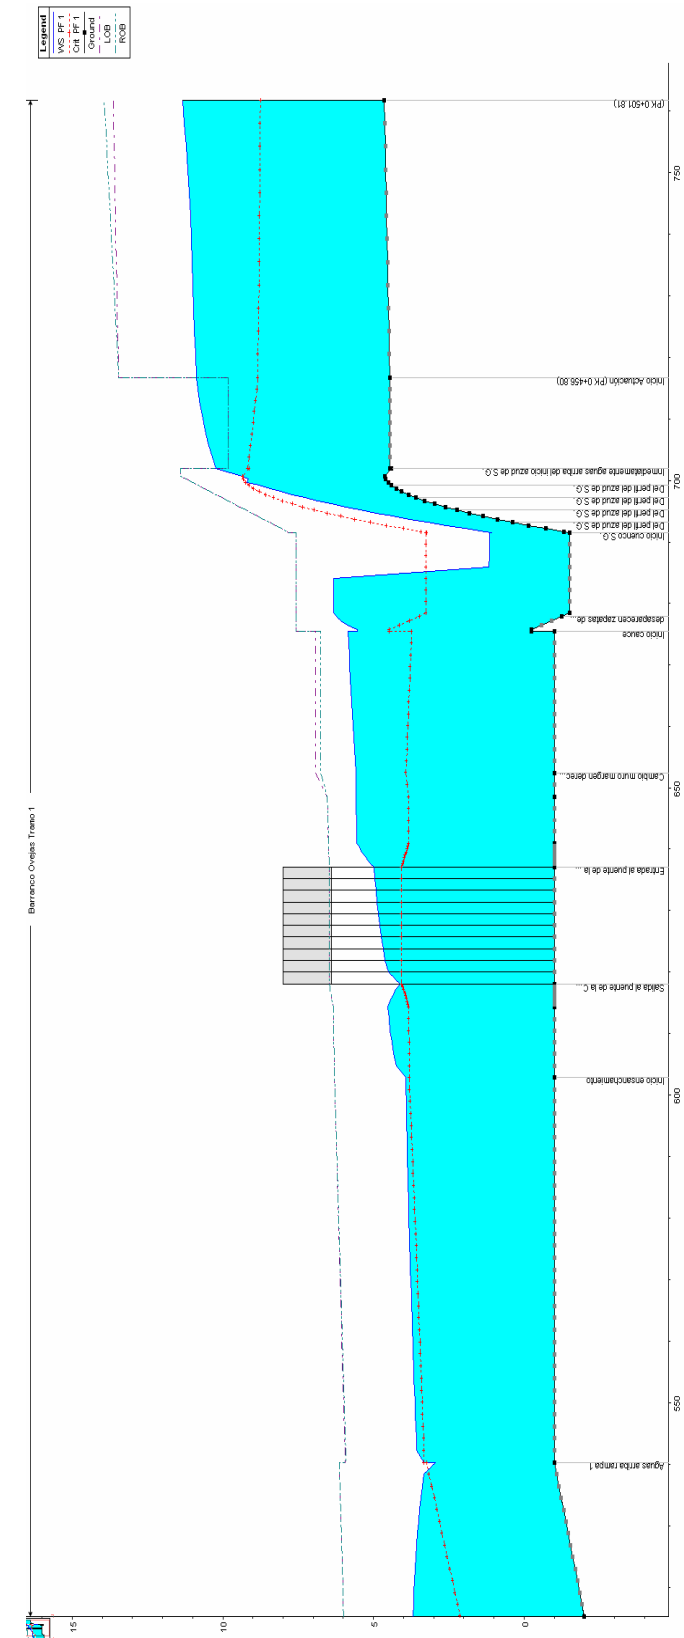 Legend
WS PF 1
Crit PF 1
Ground
LOB
ROB
Barranco Ovejas Tramo 1
(PK 0+501.81)
Inicio Actuación (PK 0+456.80)
Inmediatamente aguas arriba del inicio de azud de S.G.
Del perfil del azud de S.G.
Del perfil del azud de S.G.
Del perfil del azud de S.G.
Del perfil del azud de S.G.
Inicio cuenco S.G.
desaparecen zapatas de...
Inicio cauce
Cambio muro margen derec...
Entrada al puente de la ...
Salida al puente de la C...
Inicio ensanchamiento
Aguas arriba rampa 1
750
700
650
600
550
15
10
5
0